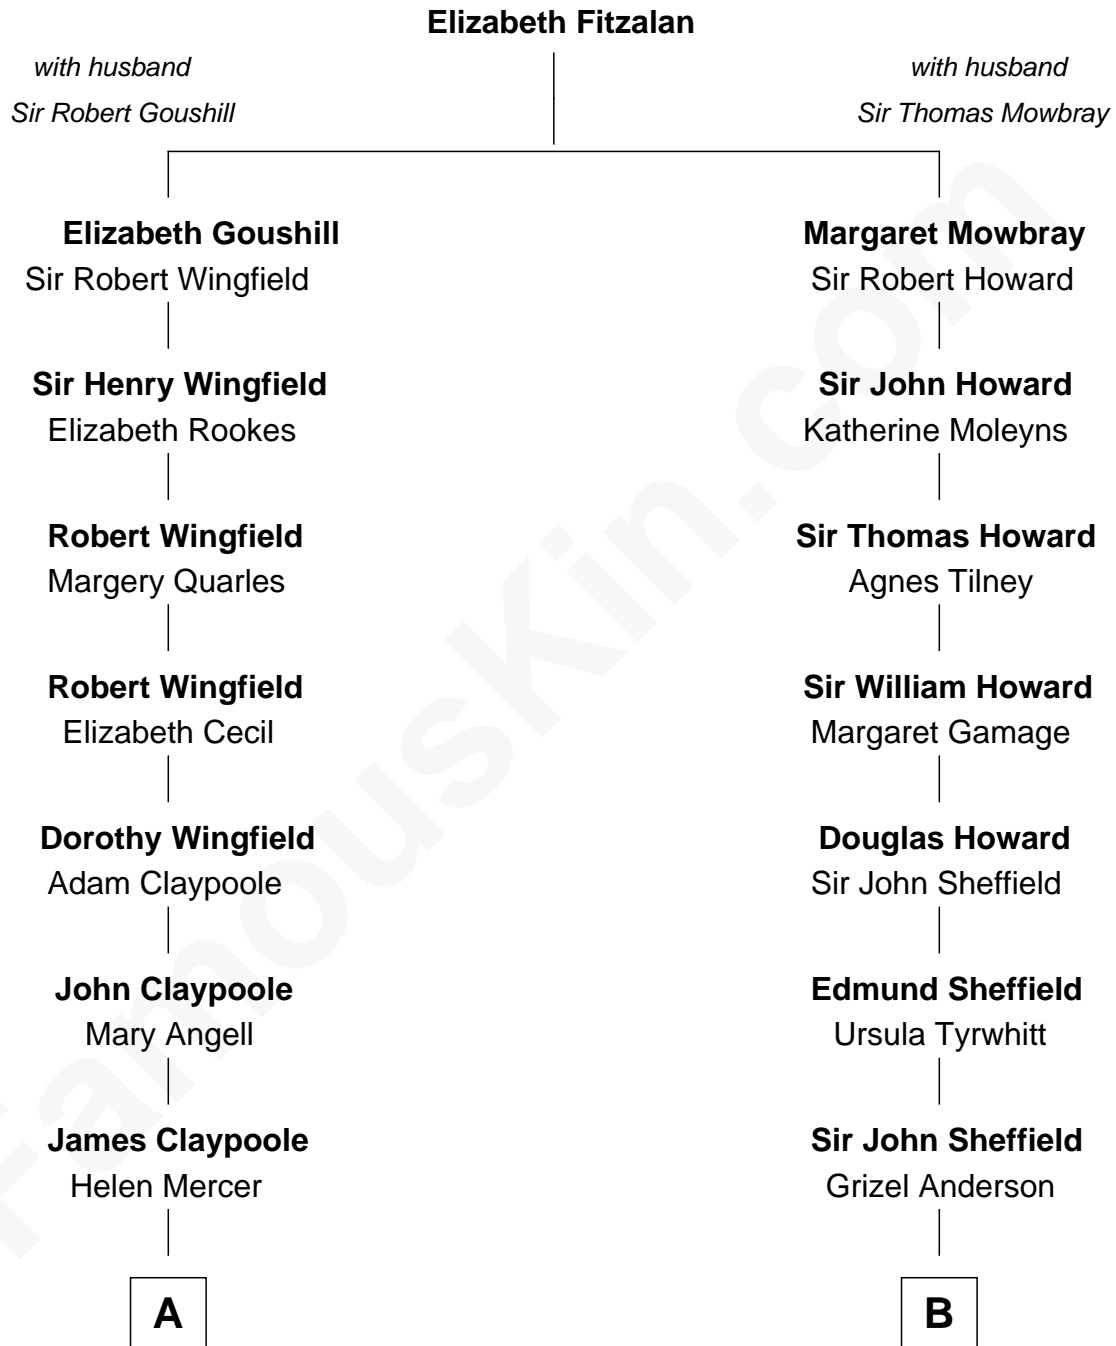 Elizabeth Fitzalan
with husband
Sir Robert Goushill
with husband
Sir Thomas Mowbray
Elizabeth Goushill
Sir Robert Wingfield
Margaret Mowbray
Sir Robert Howard
Sir Henry Wingfield
Elizabeth Rookes
Sir John Howard
Katherine Moleyns
Robert Wingfield
Margery Quarles
Sir Thomas Howard
Agnes Tilney
Robert Wingfield
Elizabeth Cecil
Sir William Howard
Margaret Gamage
Dorothy Wingfield
Adam Claypoole
Douglas Howard
Sir John Sheffield
John Claypoole
Mary Angell
Edmund Sheffield
Ursula Tyrwhitt
James Claypoole
Helen Mercer
Sir John Sheffield
Grizel Anderson
A
B
FamousKin.com